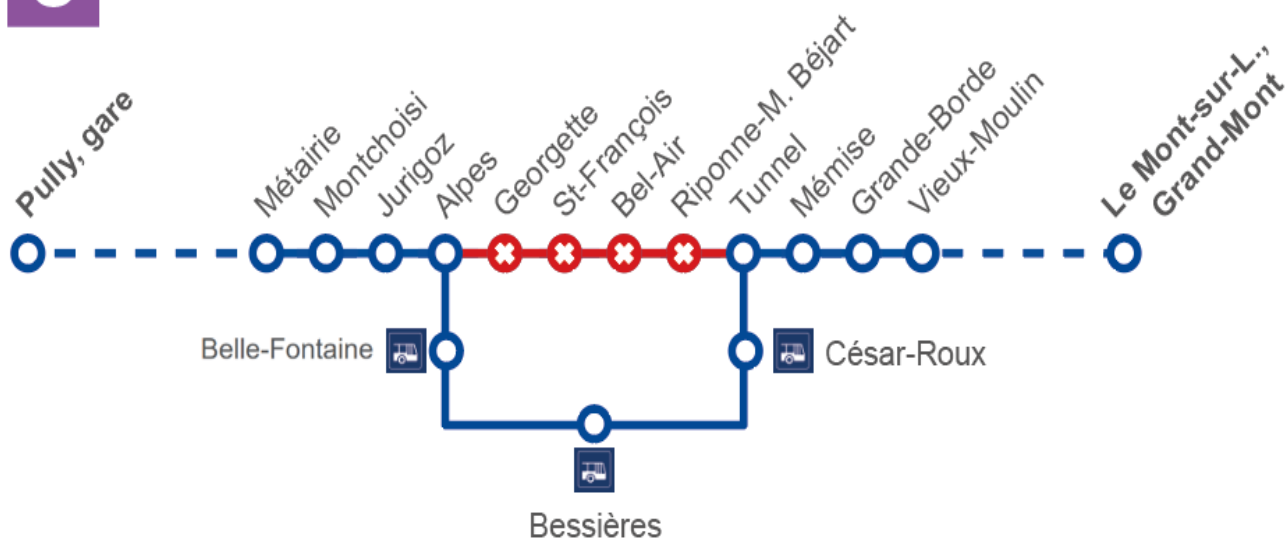 Pully, gare
Métairie
Montchoisi
Jurigoz
Alpes
Georgette
St-François
Bel-Air
Riponne-M. Béjart
Tunnel
Mémise
Grande-Borde
Vieux-Moulin
Le Mont-sur-L.,
Grand-Mont
Belle-Fontaine
César-Roux
Bessières